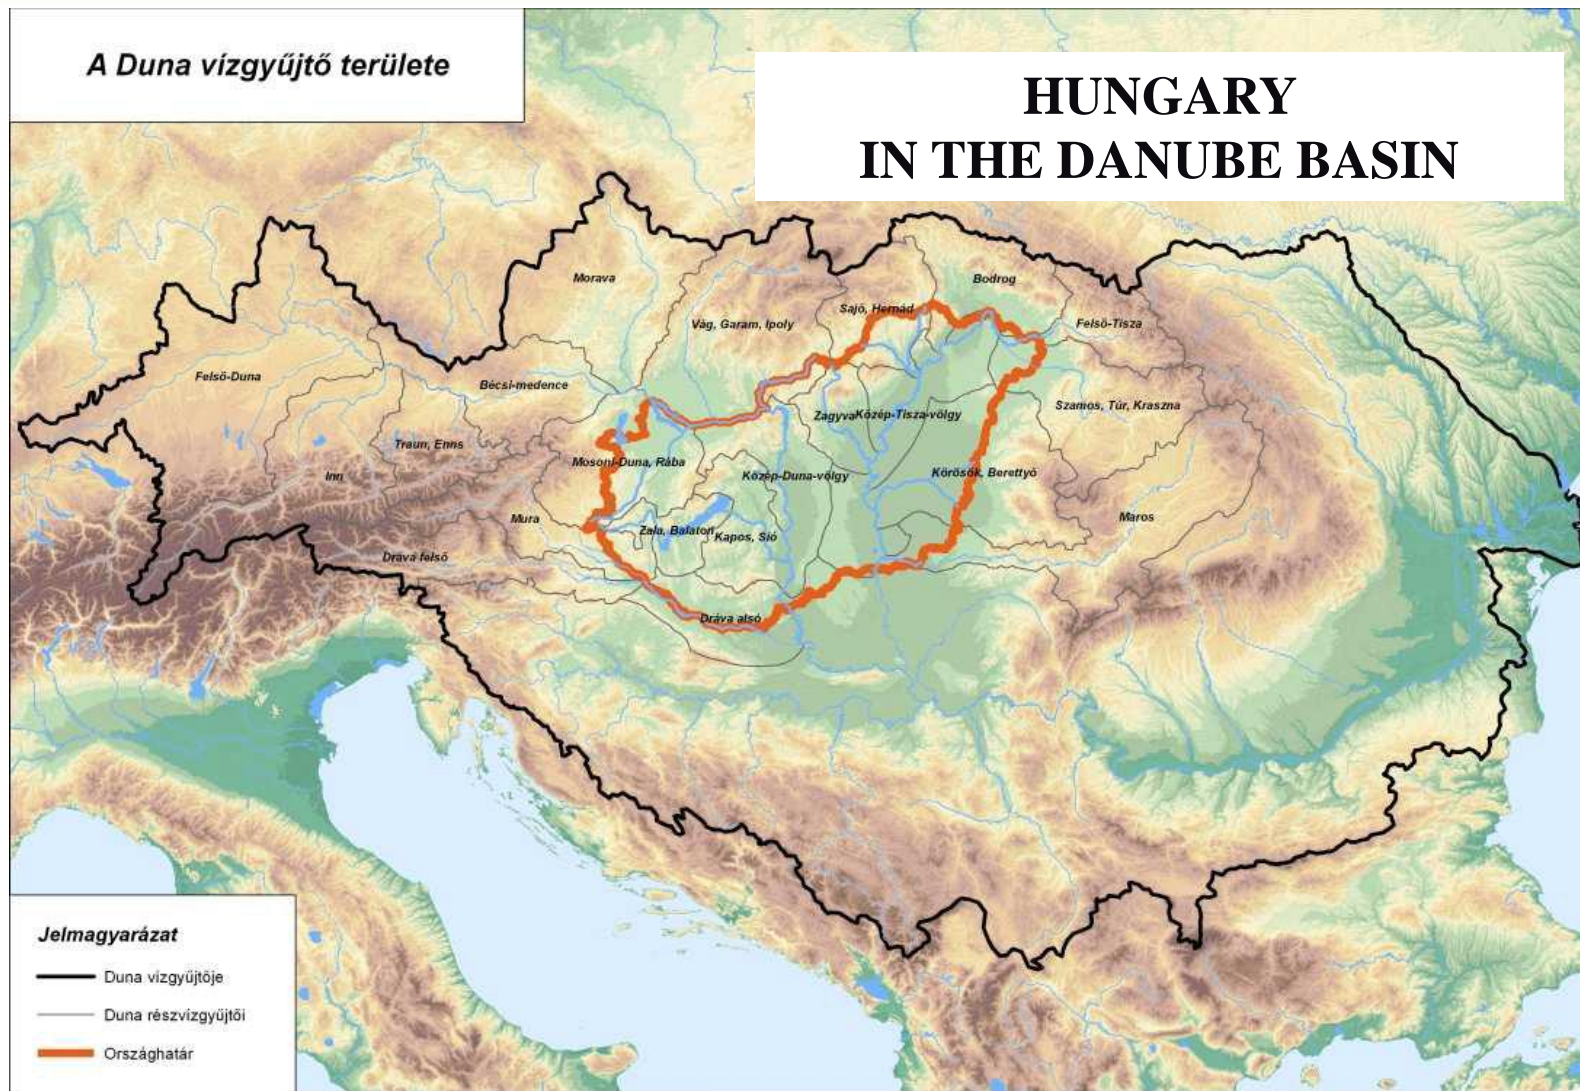 A Duna vízgyűjtő területe
HUNGARY
IN THE DANUBE BASIN
Morava
Bodrog
Sajó, Hernád
Vág, Garam, Ipoly
Felső-Tisza
Felső-Duna
Bécsi-medence
Szamos, Túr, Kraszna
Zagyva
Közép-Tisza-völgy
Traun, Enns
Mosoni-Duna, Rába
Inn
Közép-Duna-völgy
Körösök, Berettyó
Mura
Maros
Zala, Balaton
Kapos, Sió
Dráva felső
Dráva alsó
Jelmagyarázat
Duna vízgyűjtője
Duna részvízgyűjtői
Országhatár